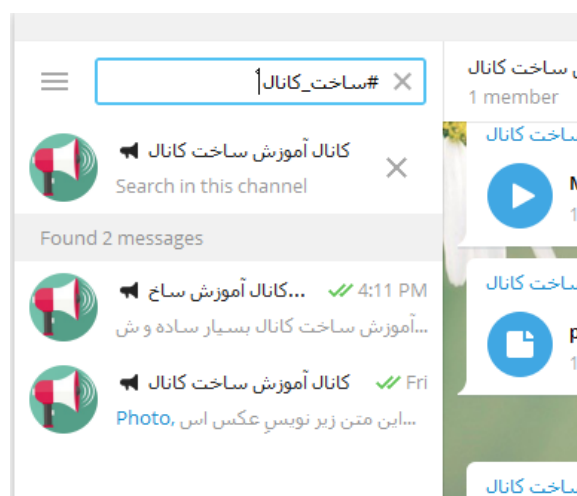 #ساخت_کانال
کانال آموزش ساخت کانال
Search in this channel
Found 2 messages
کانال آموزش ساخ...
4:11 PM
آموزش ساخت کانال بسیار ساده و ش...
کانال آموزش ساخت کانال
Fri
Photo, این متن زیر نویسِ عکس اس...
ساخت کانال
1 member
ساخت کانال
ساخت کانال
ساخت کانال